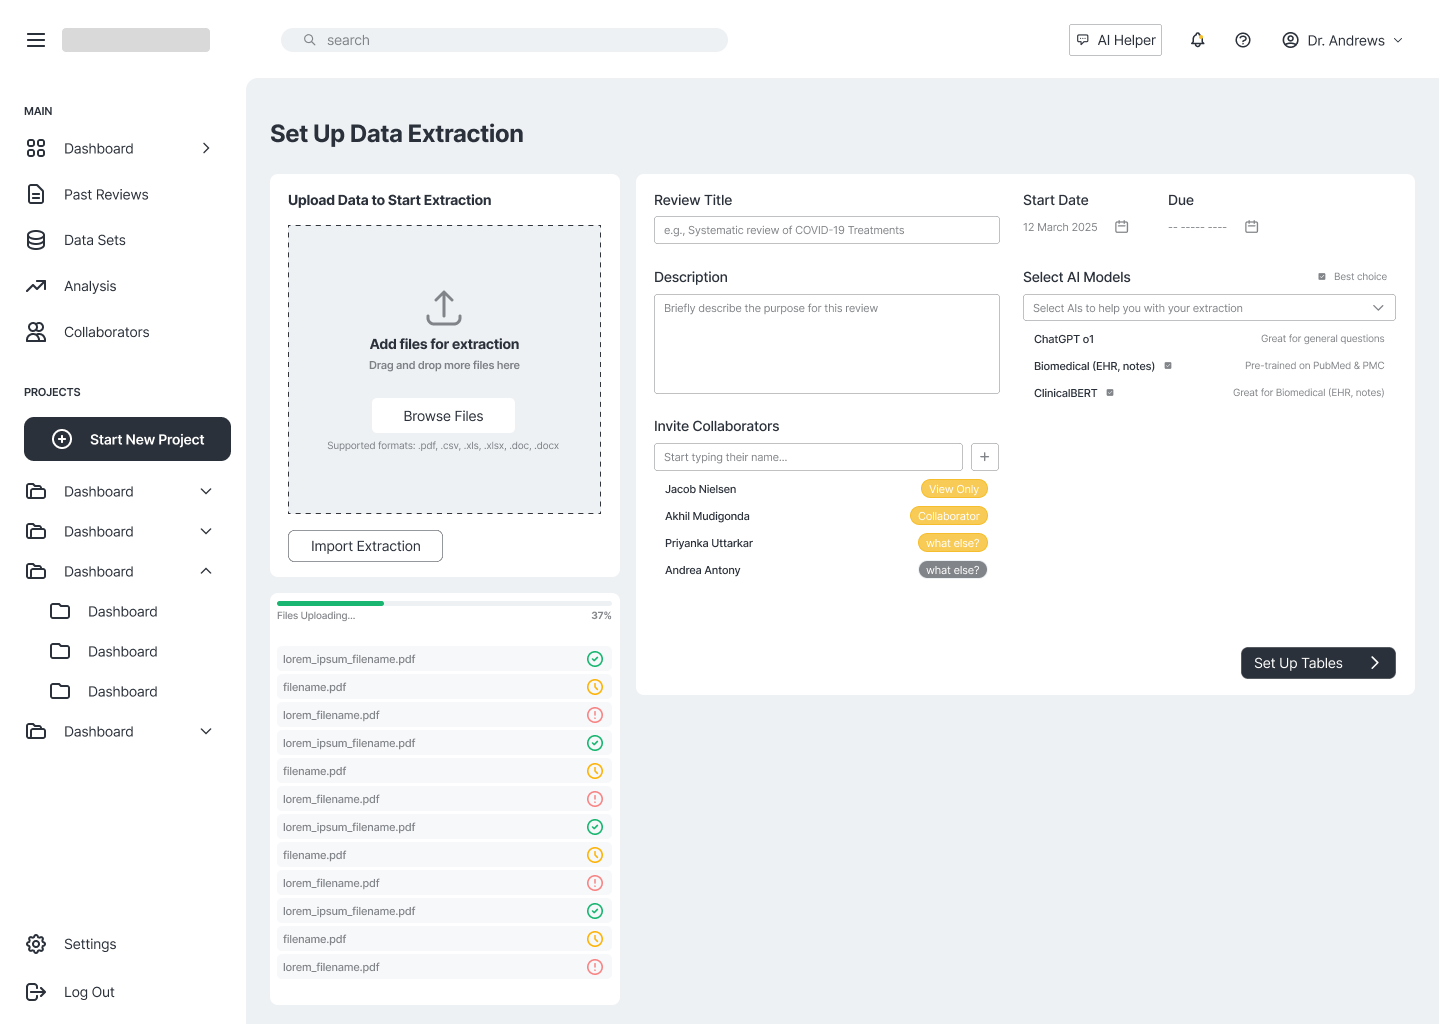 search
AI Helper
Dr. Andrews
MAIN
Dashboard
Past Reviews
Data Sets
Analysis
Collaborators
PROJECTS
Start New Project
Dashboard
Dashboard
Dashboard
Dashboard
Dashboard
Dashboard
Dashboard
Settings
Log Out
Set Up Data Extraction
Upload Data to Start Extraction
Add files for extraction
Drag and drop more files here
Browse Files
Supported formats: .pdf, .csv, .xls, .xlsx, .doc, .docx
Import Extraction
Files Uploading... 37%
lorem_ipsum_filename.pdf
filename.pdf
lorem_filename.pdf
lorem_ipsum_filename.pdf
filename.pdf
lorem_filename.pdf
lorem_ipsum_filename.pdf
filename.pdf
lorem_filename.pdf
lorem_ipsum_filename.pdf
filename.pdf
lorem_filename.pdf
Review Title
e.g., Systematic review of COVID-19 Treatments
Description
Briefly describe the purpose for this review
Invite Collaborators
Start typing their name...
Jacob Nielsen View Only
Akhil Mudigonda Collaborator
Priyanka Uttarkar what else?
Andrea Antony what else?
Start Date Due
12 March 2025 -- ----- ----
Select AI Models Best choice
Select AIs to help you with your extraction
ChatGPT o1 Great for general questions
Biomedical (EHR, notes) Pre-trained on PubMed & PMC
ClinicalBERT Great for Biomedical (EHR, notes)
Set Up Tables